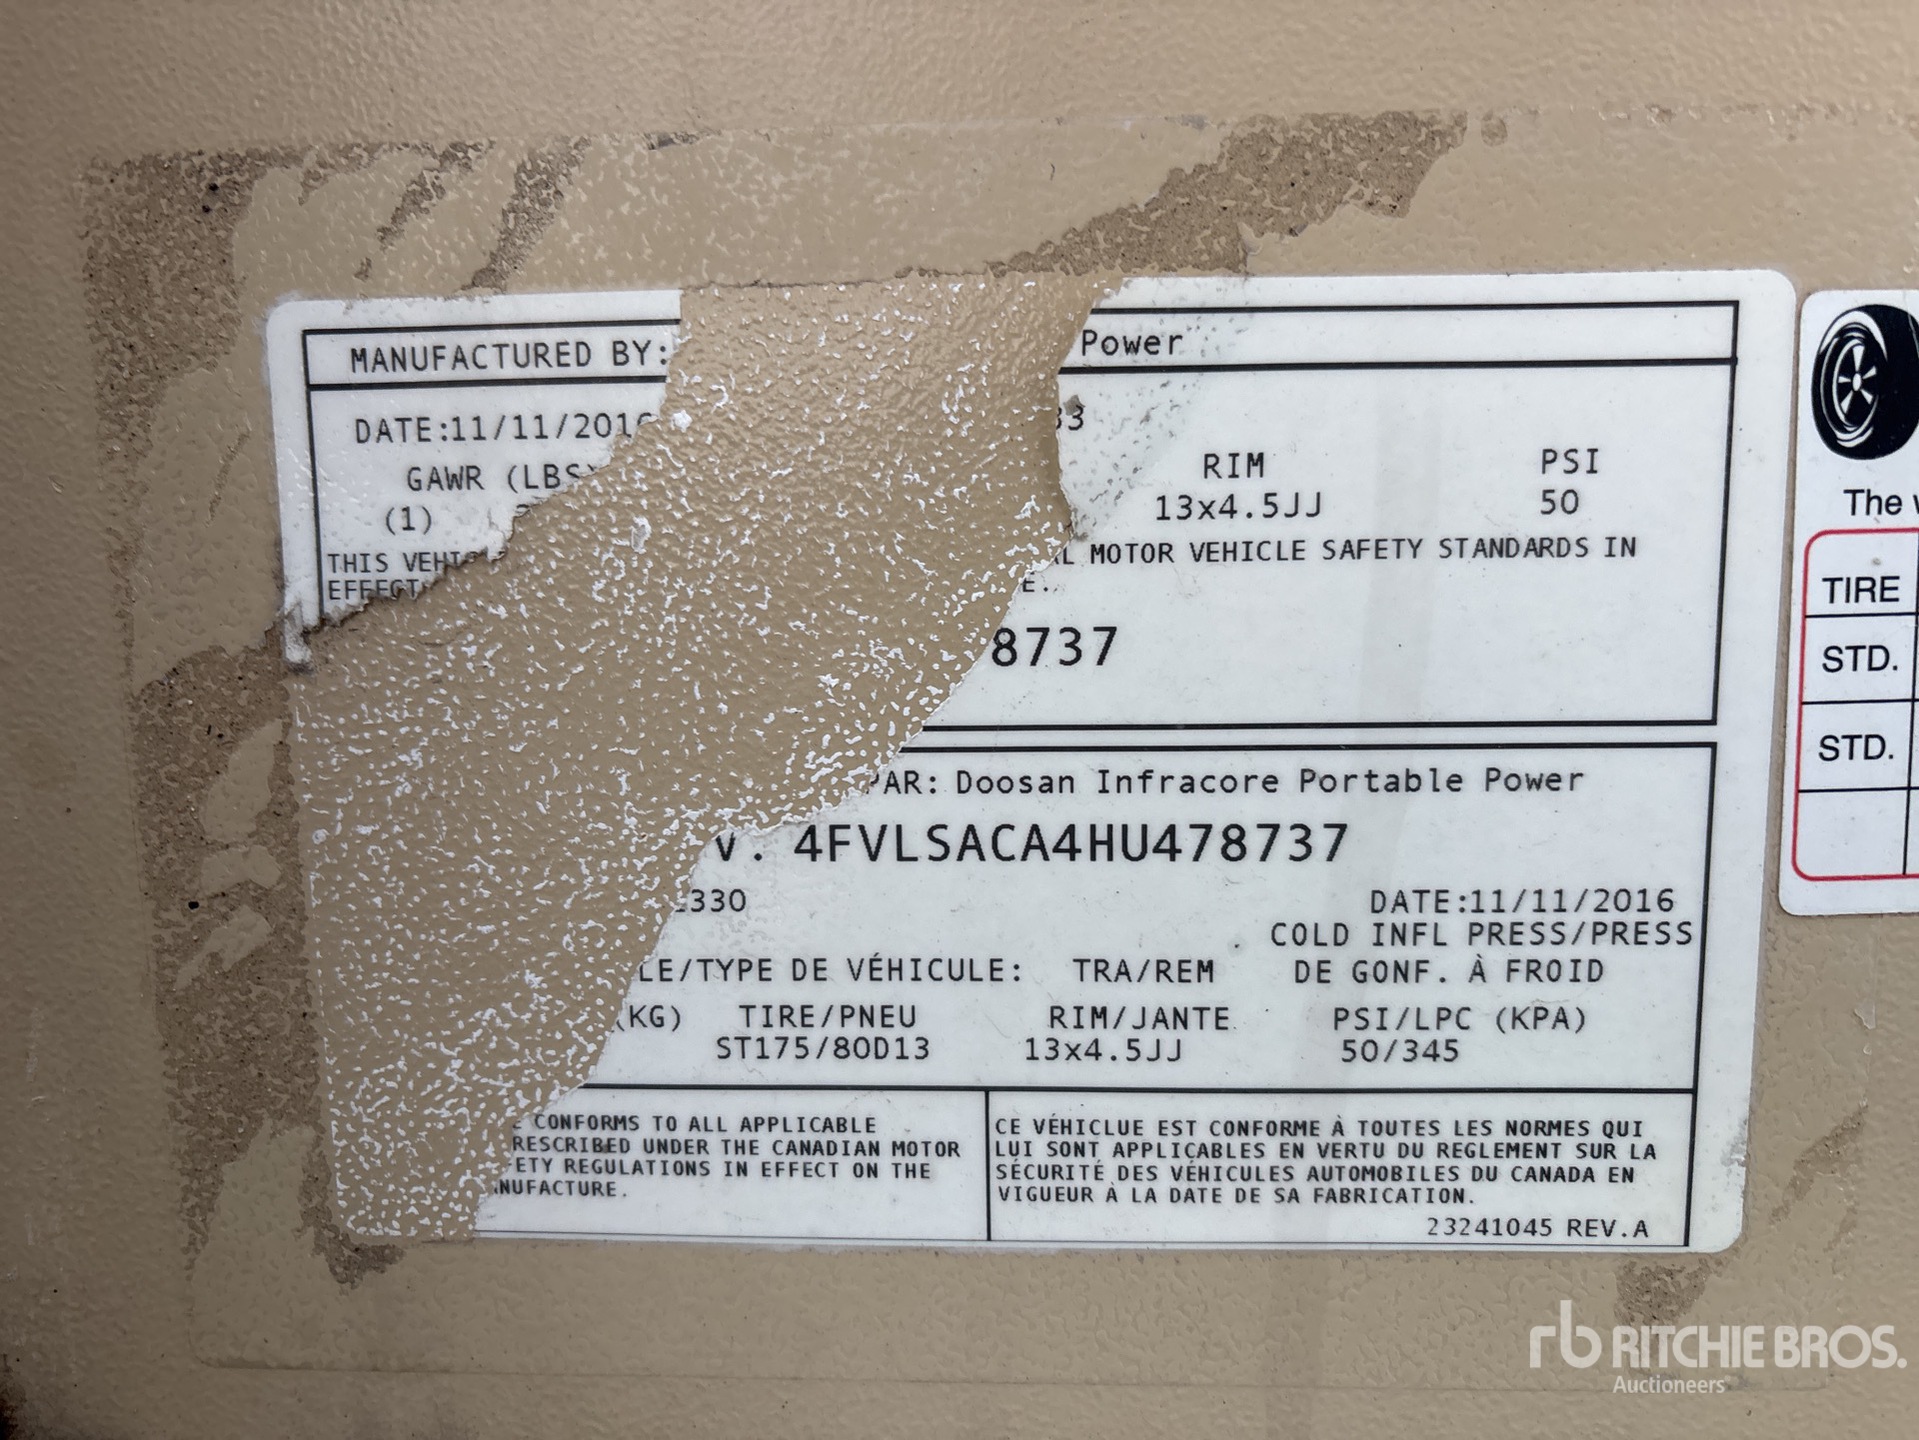 MANUFACTURED BY: Power
DATE:11/11/2016
GAWR (LBS) RIM PSI
(1) 13x4.5JJ 50
THIS MOTOR VEHICLE SAFETY STANDARDS IN
8737
PAR: Doosan Infracore Portable Power
V. 4FVLSACA4HU478737
330 DATE:11/11/2016
COLD INFL PRESS/PRESS
LE/TYPE DE VÉHICULE: TRA/REM DE GONF. À FROID
(KG) TIRE/PNEU RIM/JANTE PSI/LPC (KPA)
ST175/80D13 13x4.5JJ 50/345
CONFORMS TO ALL APPLICABLE
RESCRIBED UNDER THE CANADIAN MOTOR
ETY REGULATIONS IN EFFECT ON THE
NUFACTURE.
CE VÉHICLUE EST CONFORME À TOUTES LES NORMES QUI
LUI SONT APPLICABLES EN VERTU DU REGLEMENT SUR LA
SÉCURITÉ DES VÉHICULES AUTOMOBILES DU CANADA EN
VIGUEUR À LA DATE DE SA FABRICATION.
23241045 REV.A
The
TIRE
STD.
STD.
rb RITCHIE BROS.
Auctioneers